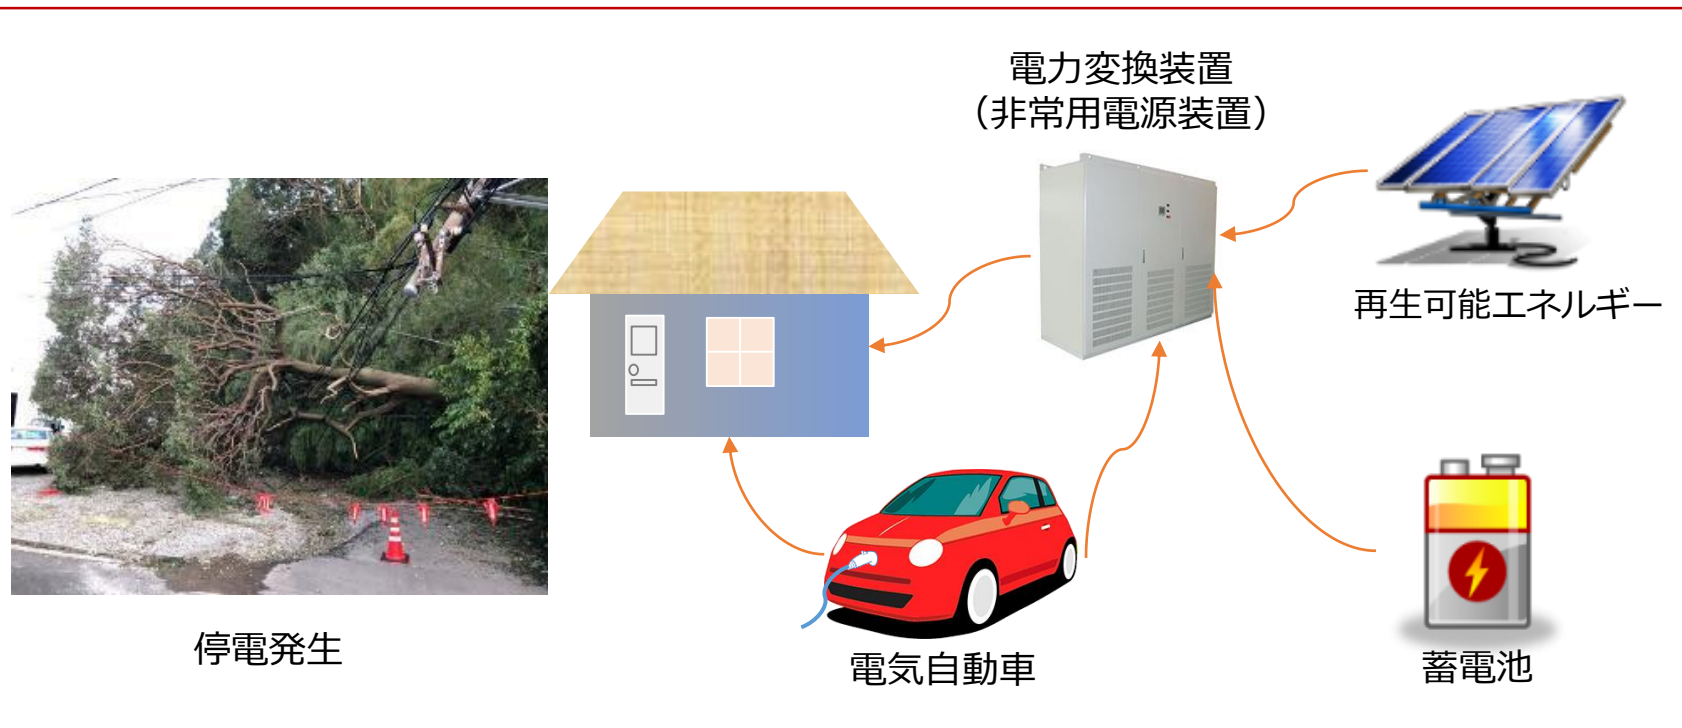 電力変換装置
（非常用電源装置）
再生可能エネルギー
停電発生
電気自動車
蓄電池